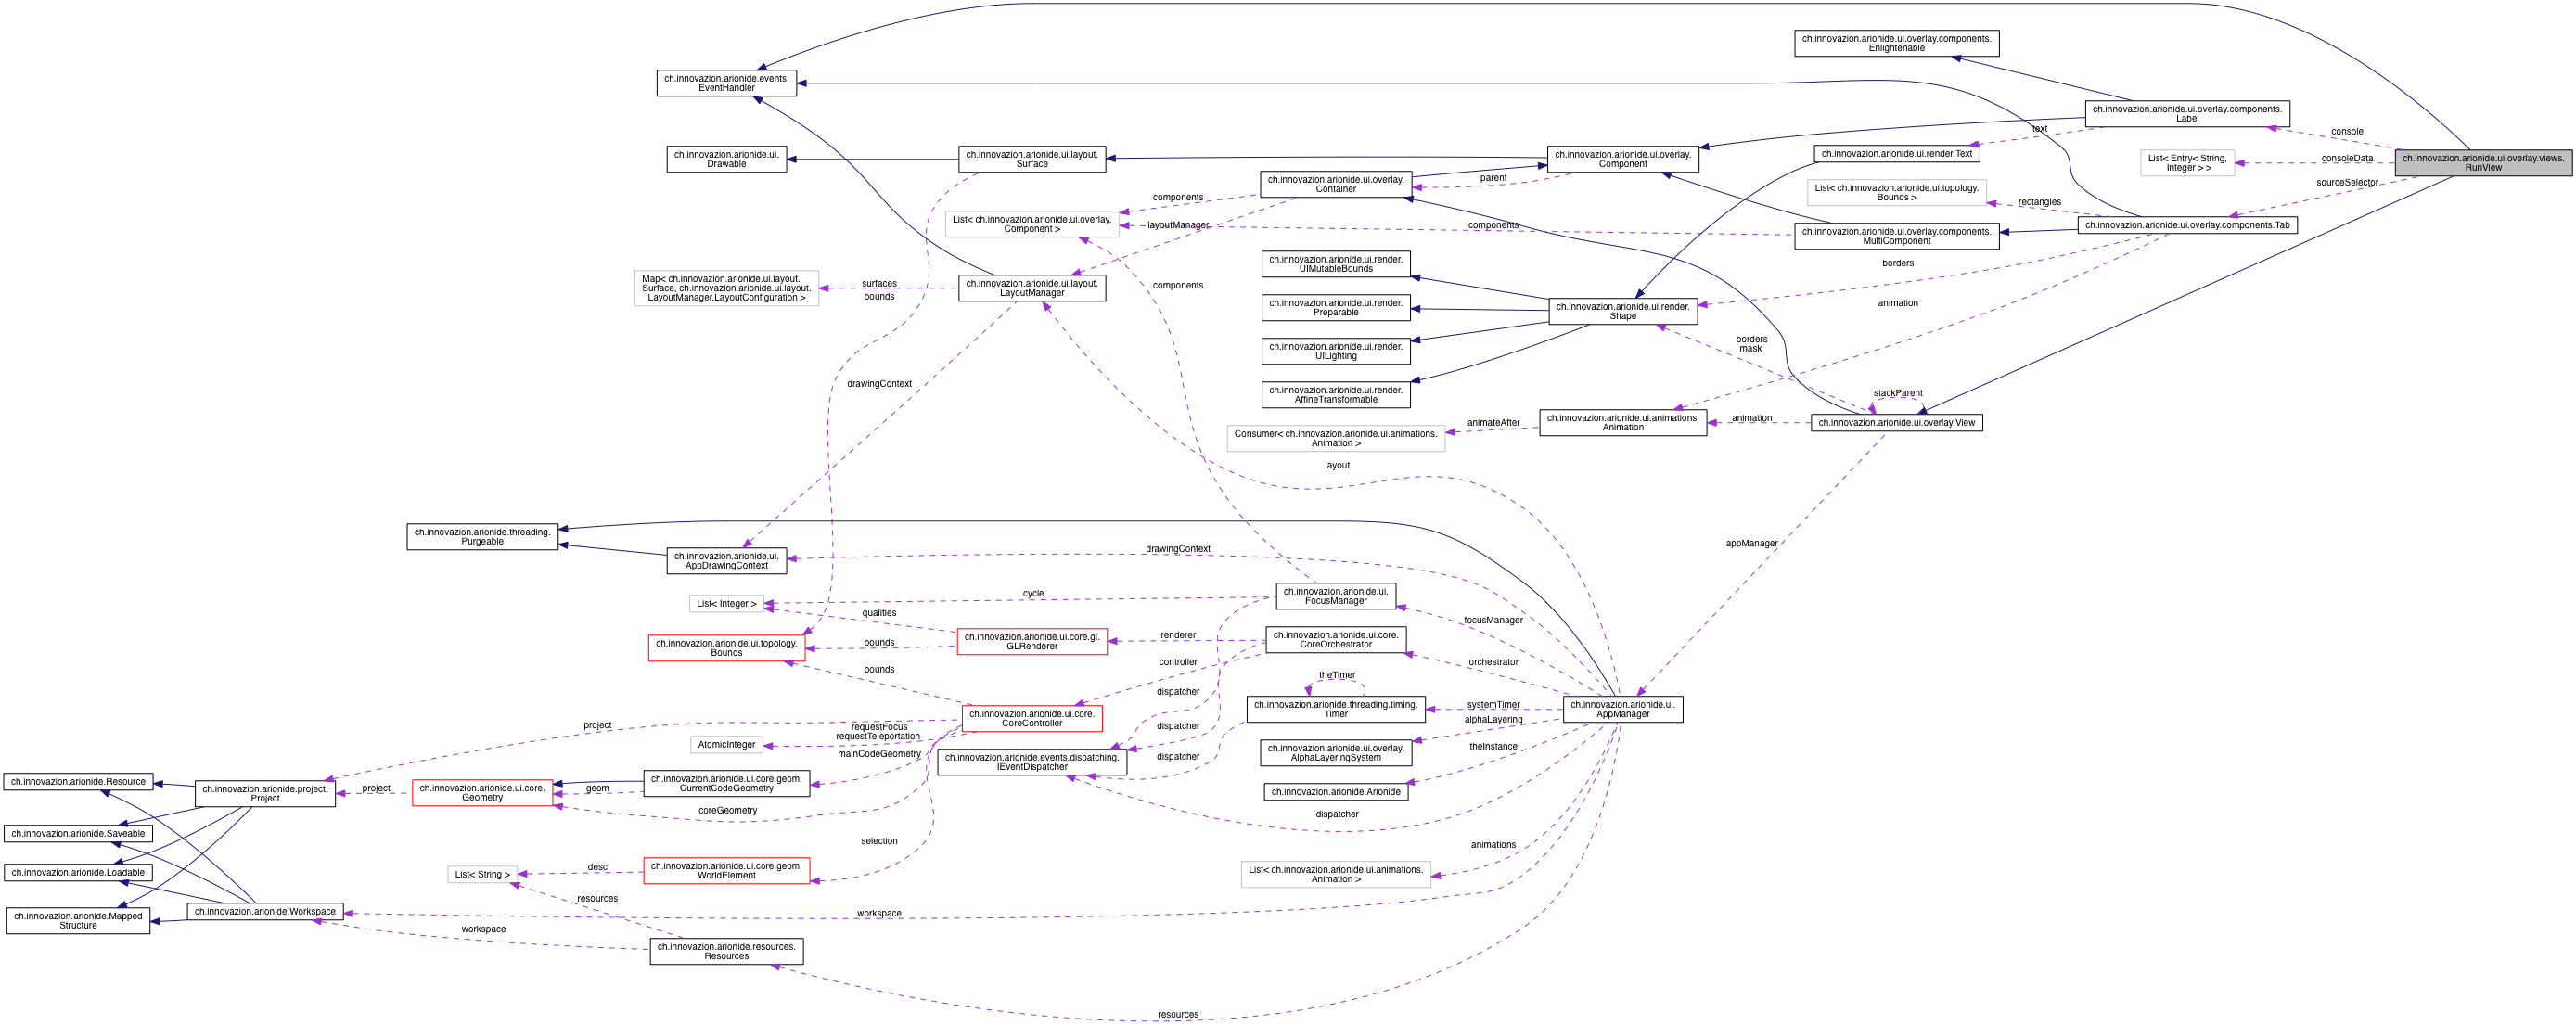 ch.innovazion.arionide.ui.overlay.components.
Enlightenable
ch.innovazion.arionide.events.
EventHandler
ch.innovazion.arionide.ui.overlay.components.
Label
console
text
ch.innovazion.arionide.ui.
Drawable
ch.innovazion.arionide.ui.layout.
Surface
ch.innovazion.arionide.ui.overlay.
Component
ch.innovazion.arionide.ui.render.Text
List< Entry< String,
Integer > >
consoleData
ch.innovazion.arionide.ui.overlay.views.
RunView
parent
ch.innovazion.arionide.ui.overlay.
Container
sourceSelector
List< ch.innovazion.arionide.ui.topology.
Bounds >
rectangles
components
List< ch.innovazion.arionide.ui.overlay.
Component >
layoutManager
components
ch.innovazion.arionide.ui.overlay.components.
MultiComponent
ch.innovazion.arionide.ui.overlay.components.Tab
ch.innovazion.arionide.ui.render.
UIMutableBounds
borders
Map< ch.innovazion.arionide.ui.layout.
Surface, ch.innovazion.arionide.ui.layout.
LayoutManager.LayoutConfiguration >
surfaces
bounds
ch.innovazion.arionide.ui.layout.
LayoutManager
components
ch.innovazion.arionide.ui.render.
Preparable
ch.innovazion.arionide.ui.render.
Shape
animation
ch.innovazion.arionide.ui.render.
UILighting
borders
mask
drawingContext
ch.innovazion.arionide.ui.render.
AffineTransformable
stackParent
Consumer< ch.innovazion.arionide.ui.animations.
Animation >
animateAfter
ch.innovazion.arionide.ui.animations.
Animation
animation
ch.innovazion.arionide.ui.overlay.View
layout
ch.innovazion.arionide.threading.
Purgeable
ch.innovazion.arionide.ui.
AppDrawingContext
drawingContext
appManager
List< Integer >
cycle
ch.innovazion.arionide.ui.
FocusManager
qualities
focusManager
ch.innovazion.arionide.ui.topology.
Bounds
bounds
ch.innovazion.arionide.ui.core.gl.
GLRenderer
renderer
ch.innovazion.arionide.ui.core.
CoreOrchestrator
bounds
controller
orchestrator
theTimer
dispatcher
ch.innovazion.arionide.threading.timing.
Timer
systemTimer
ch.innovazion.arionide.ui.
AppManager
project
requestFocus
requestTeleportation
ch.innovazion.arionide.ui.core.
CoreController
dispatcher
alphaLayering
AtomicInteger
mainCodeGeometry
ch.innovazion.arionide.events.dispatching.
IEventDispatcher
dispatcher
ch.innovazion.arionide.ui.overlay.
AlphaLayeringSystem
theInstance
ch.innovazion.arionide.Resource
ch.innovazion.arionide.project.
Project
project
ch.innovazion.arionide.ui.core.
Geometry
geom
ch.innovazion.arionide.ui.core.geom.
CurrentCodeGeometry
ch.innovazion.arionide.Arionide
coreGeometry
dispatcher
ch.innovazion.arionide.Saveable
selection
animations
ch.innovazion.arionide.Loadable
List< String >
desc
ch.innovazion.arionide.ui.core.geom.
WorldElement
List< ch.innovazion.arionide.ui.animations.
Animation >
resources
ch.innovazion.arionide.Mapped
Structure
ch.innovazion.arionide.Workspace
workspace
workspace
ch.innovazion.arionide.resources.
Resources
resources